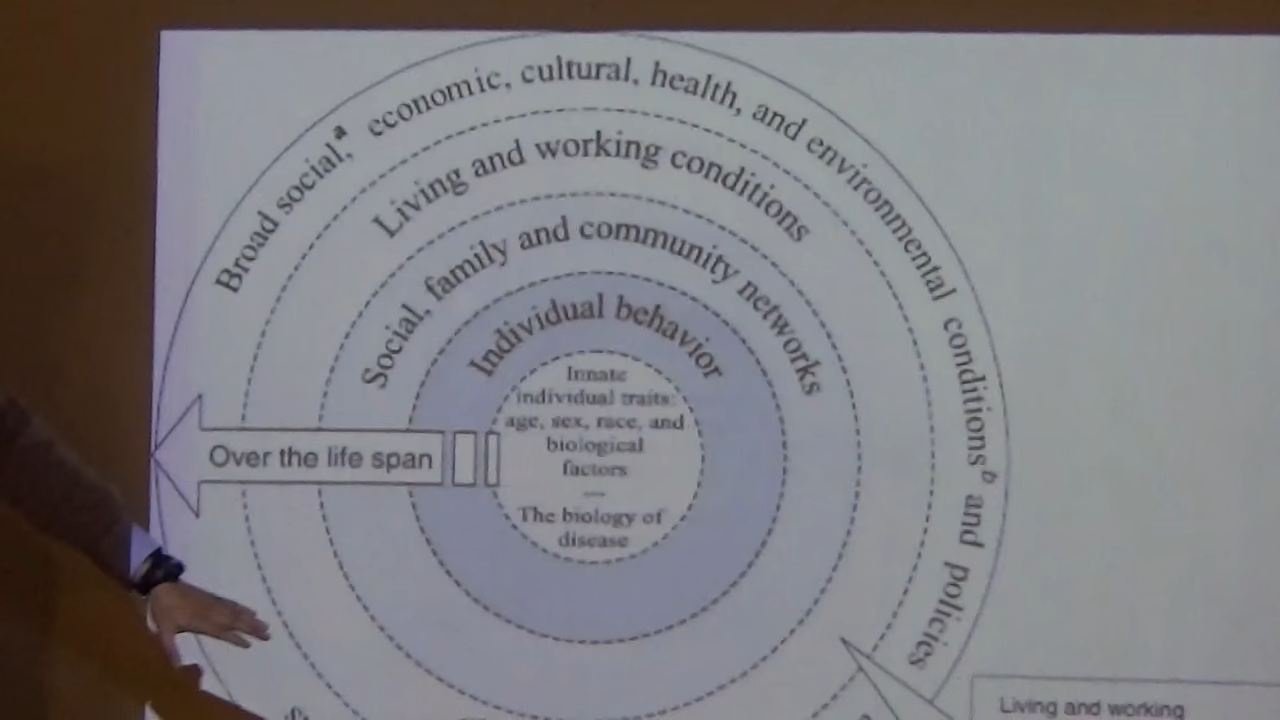 Broad social,ᵃ economic, cultural, health, and environmental conditionsᵇ and policies
Living and working conditions
Social, family and community networks
Individual behavior
Innate
individual traits:
age, sex, race, and
biological
factors
—
The biology of
disease
Over the life span
Living and working